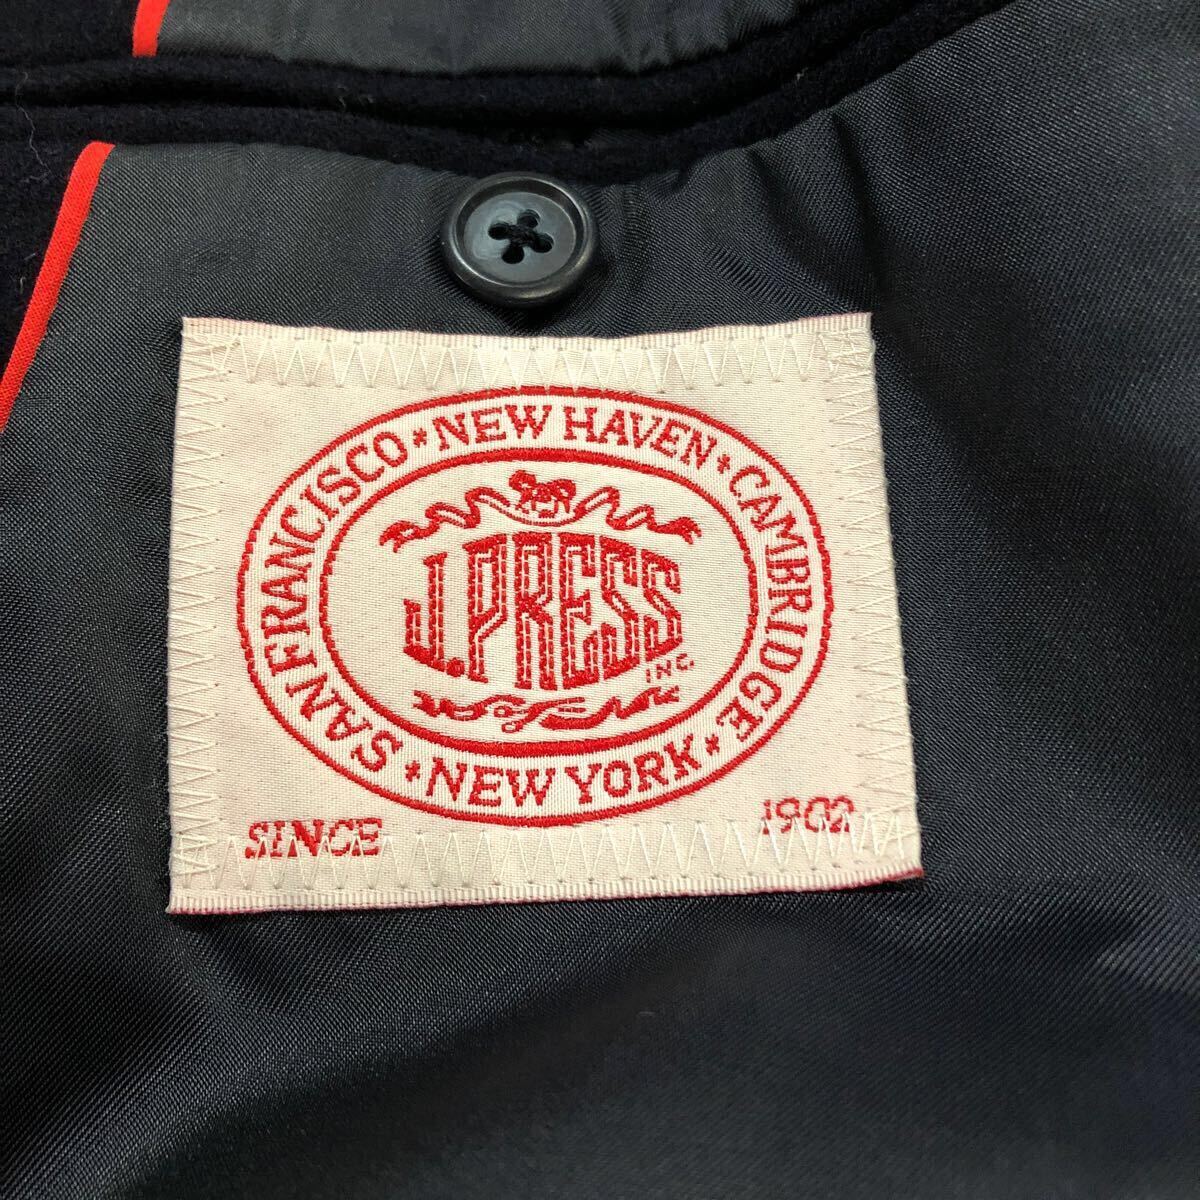 SAN FRANCISCO * NEW HAVEN * CAMBRIDGE * NEW YORK *
J.PRESS
INC.
SINCE 1902